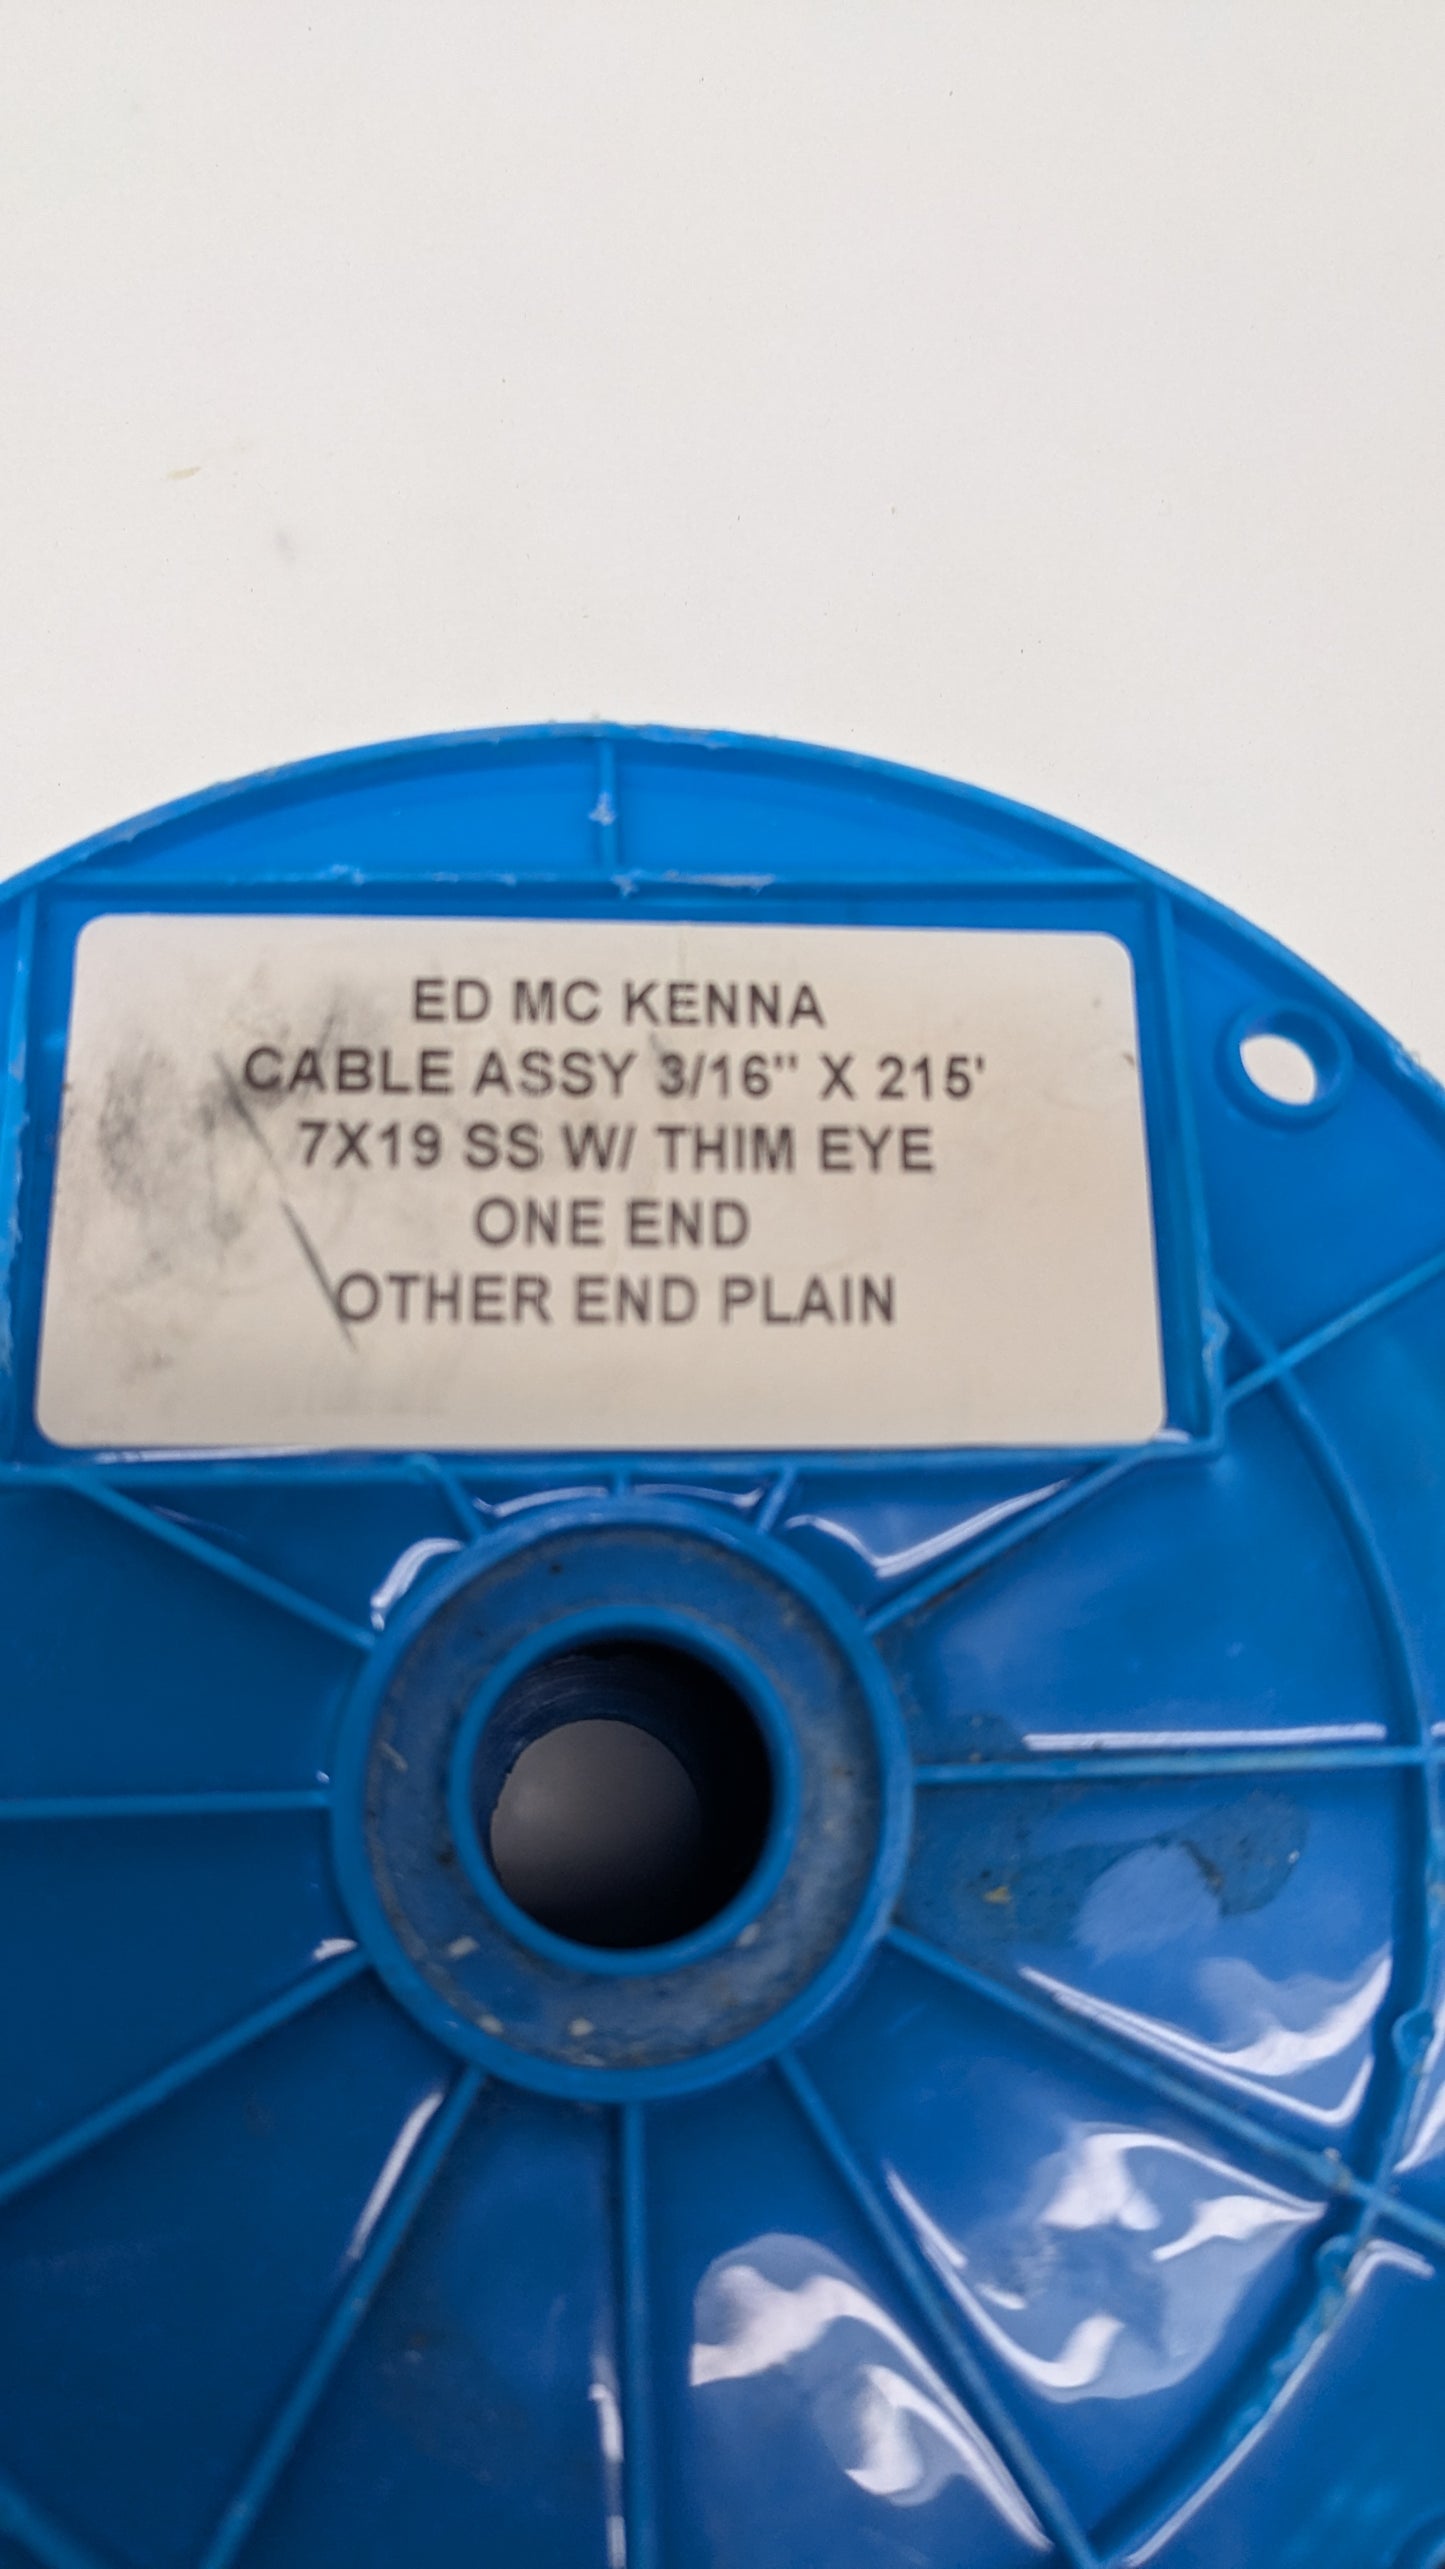 ED MC KENNA
CABLE ASSY 3/16" X 215'
7X19 SS W/ THIM EYE
ONE END
OTHER END PLAIN